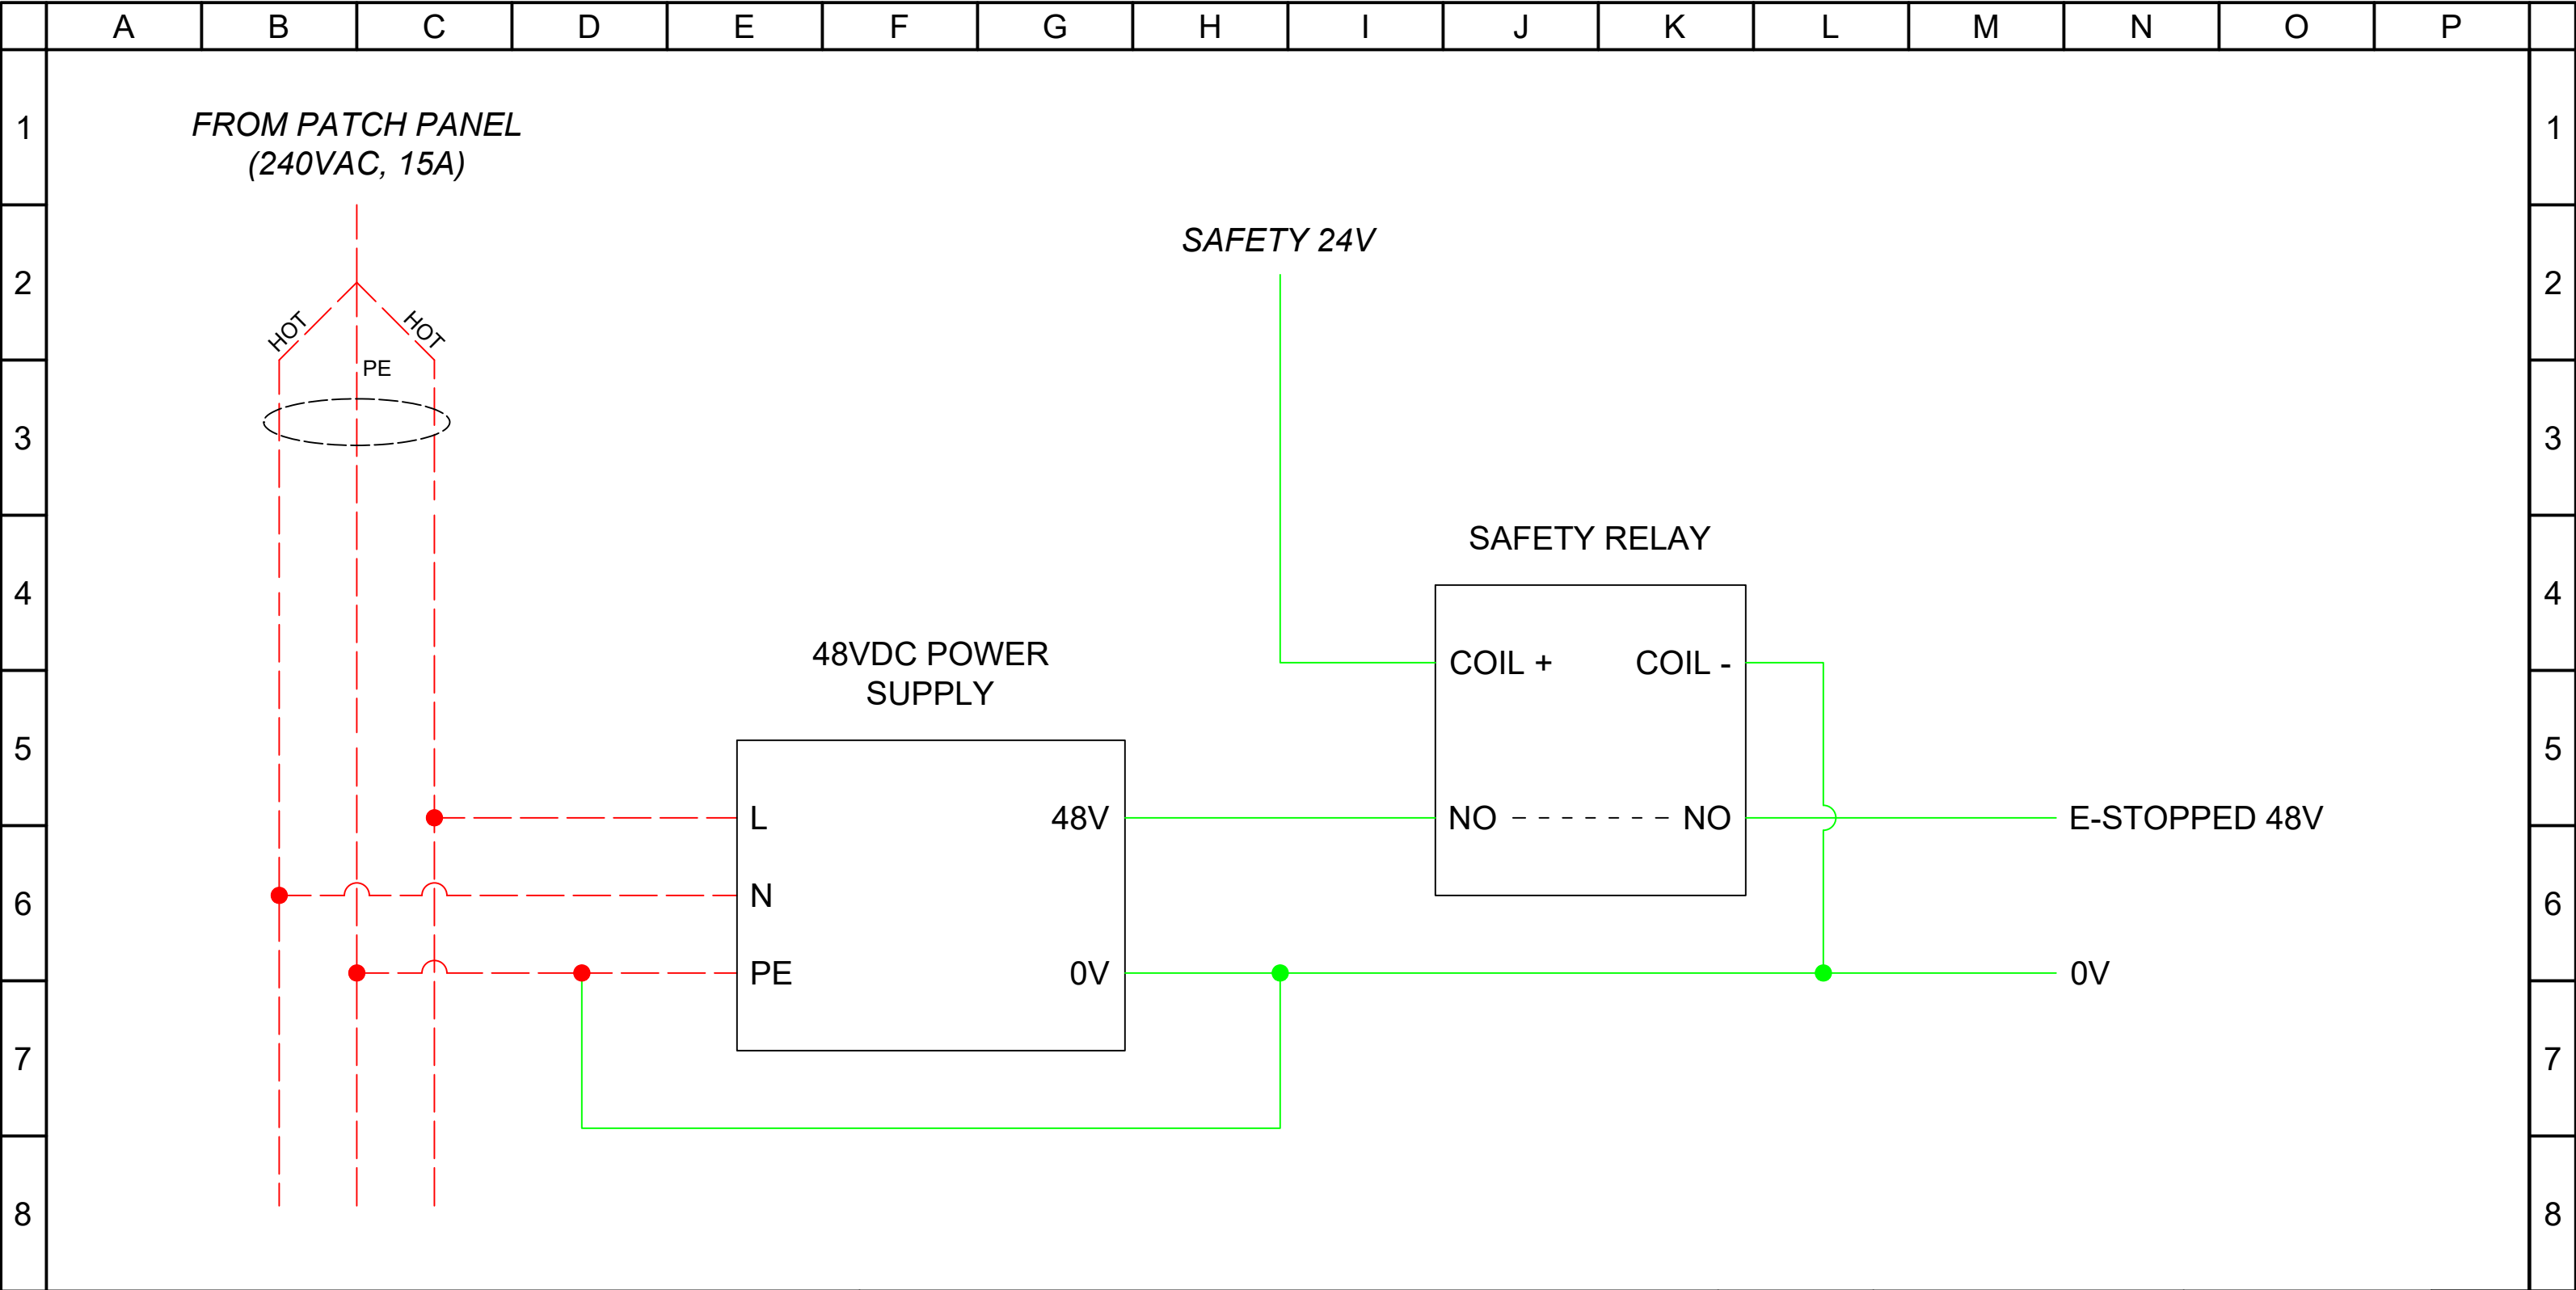 A B C D E F G H I J K L M N O P
1 1
FROM PATCH PANEL
(240VAC, 15A)
SAFETY 24V
2 2
HOT HOT
PE
3 3
SAFETY RELAY
4 4
48VDC POWER
SUPPLY
COIL + COIL -
5 5
L 48V NO NO E-STOPPED 48V
N
6 6
PE 0V 0V
7 7
8 8